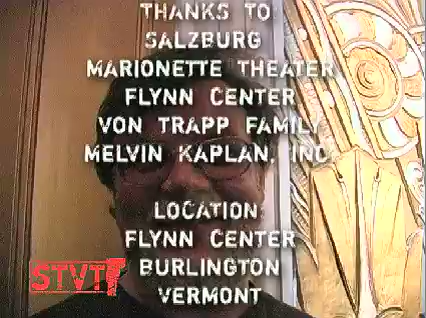 THANKS TO
SALZBURG
MARIONETTE THEATER
FLYNN CENTER
VON TRAPP FAMILY
MELVIN KAPLAN, INC.
LOCATION:
FLYNN CENTER
BURLINGTON
VERMONT
STVT